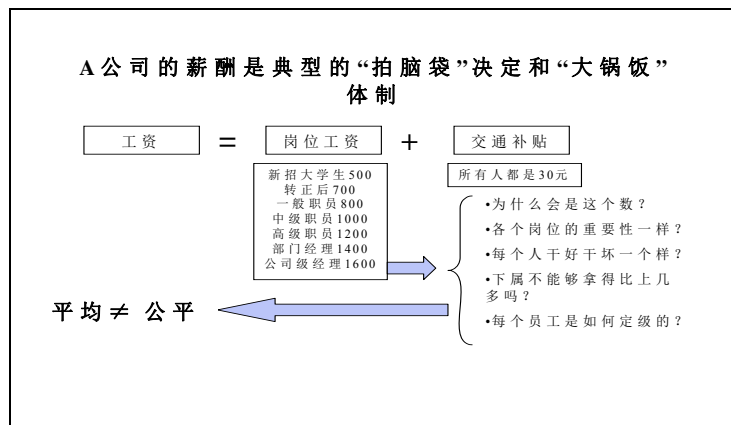 A公司的薪酬是典型的“拍脑袋”决定和“大锅饭”
体制
工资 = 岗位工资 + 交通补贴
新招大学生500
转正后700
一般职员800
中级职员1000
高级职员1200
部门经理1400
公司级经理1600
所有人都是30元
•为什么会是这个数？
•各个岗位的重要性一样？
•每个人干好干坏一个样？
•下属不能够拿得比上几
多吗？
•每个员工是如何定级的？
平均≠ 公平